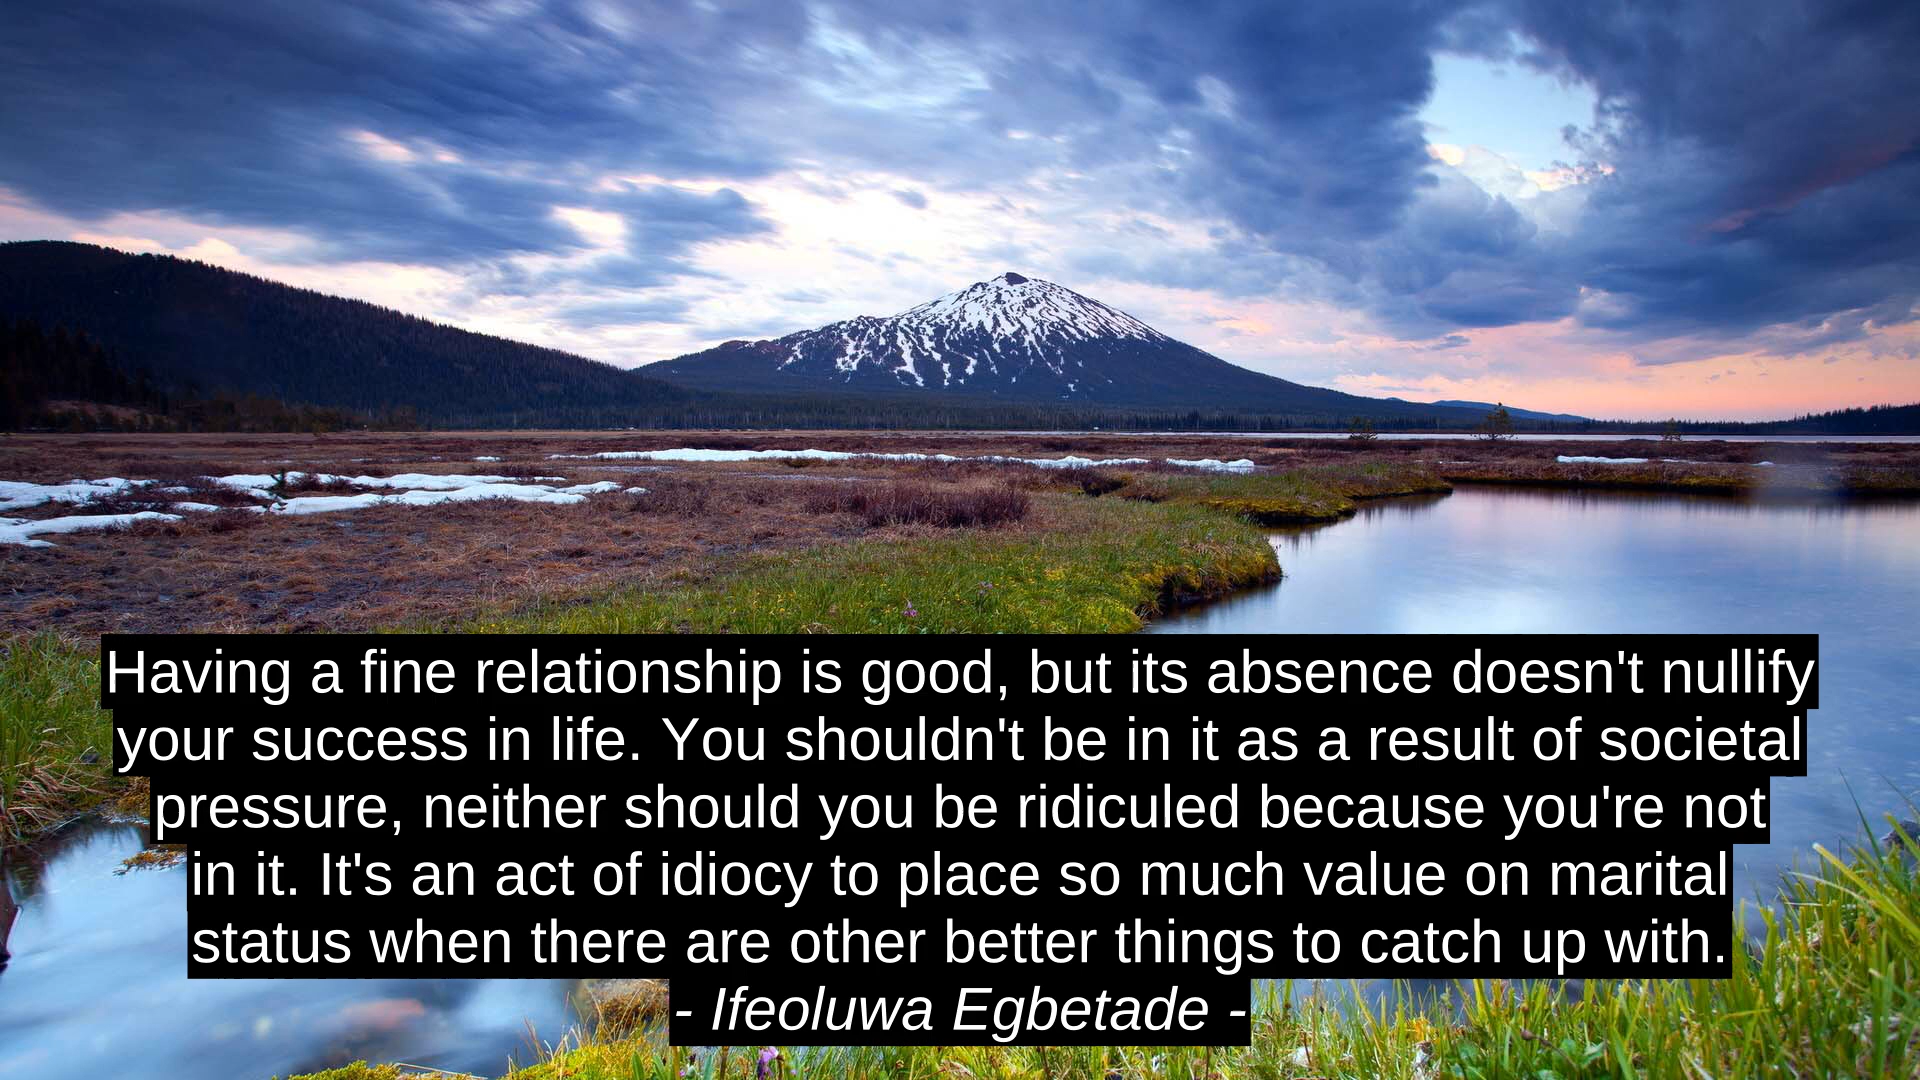 Having a fine relationship is good, but its absence doesn't nullify
your success in life. You shouldn't be in it as a result of societal
pressure, neither should you be ridiculed because you're not
in it. It's an act of idiocy to place so much value on marital
status when there are other better things to catch up with.
- Ifeoluwa Egbetade -